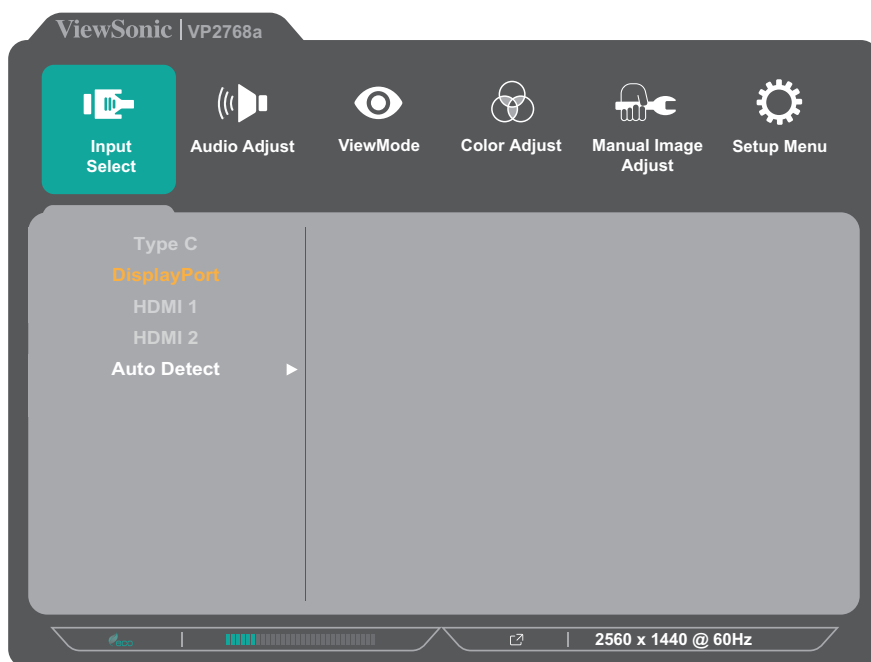 ViewSonic | VP2768a
Input Select
Audio Adjust
ViewMode
Color Adjust
Manual Image Adjust
Setup Menu
Type C
DisplayPort
HDMI 1
HDMI 2
Auto Detect
eco
2560 x 1440 @ 60Hz